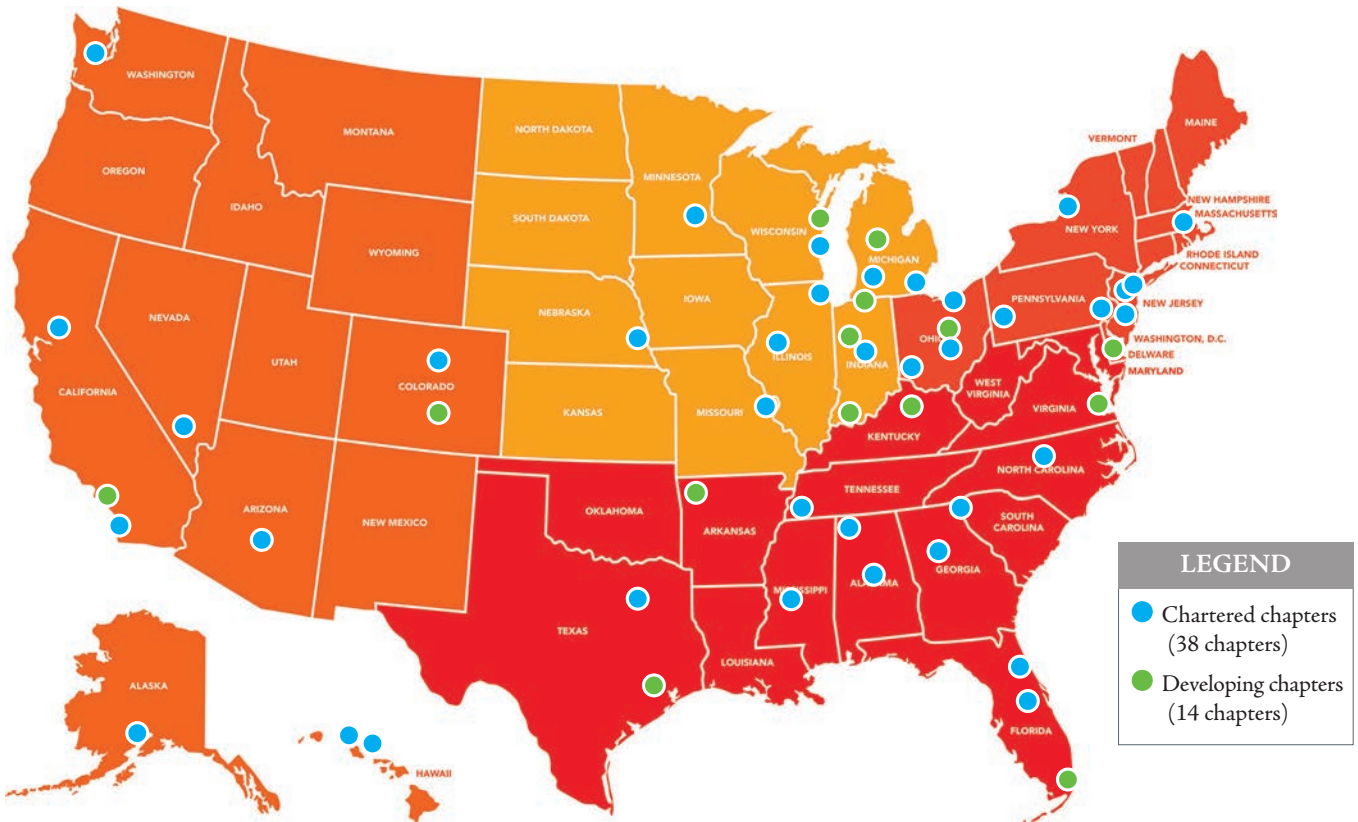 WASHINGTON
OREGON
IDAHO
MONTANA
WYOMING
NEVADA
UTAH
COLORADO
CALIFORNIA
ARIZONA
NEW MEXICO
ALASKA
HAWAII
NORTH DAKOTA
SOUTH DAKOTA
NEBRASKA
KANSAS
MINNESOTA
IOWA
MISSOURI
WISCONSIN
ILLINOIS
MICHIGAN
INDIANA
OHIO
TEXAS
OKLAHOMA
ARKANSAS
LOUISIANA
MISSISSIPPI
ALABAMA
TENNESSEE
KENTUCKY
GEORGIA
FLORIDA
SOUTH
CAROLINA
NORTH CAROLINA
VIRGINIA
WEST
VIRGINIA
PENNSYLVANIA
NEW YORK
VERMONT
MAINE
NEW HAMPSHIRE
MASSACHUSETTS
RHODE ISLAND
CONNECTICUT
NEW JERSEY
WASHINGTON, D.C.
DELWARE
MARYLAND
LEGEND
Chartered chapters
(38 chapters)
Developing chapters
(14 chapters)